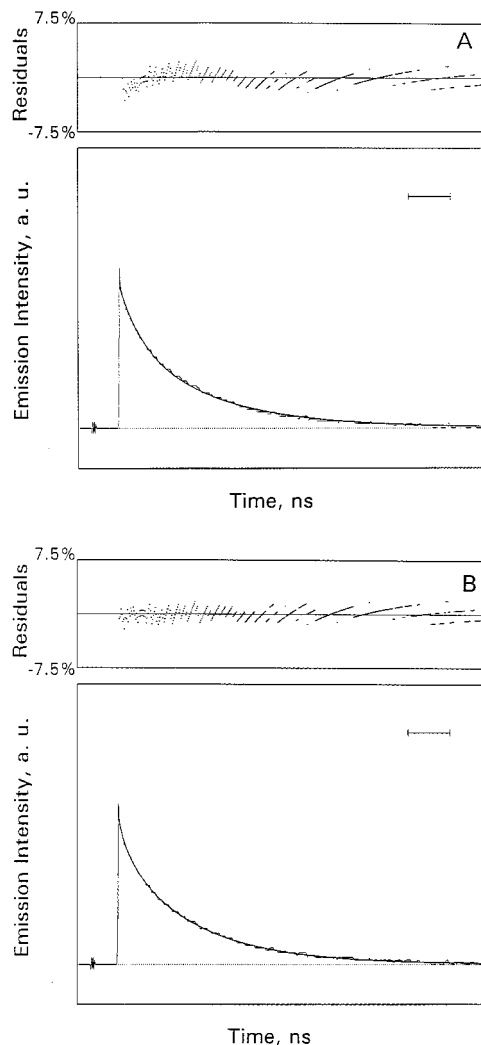 7.5%
A
Residuals
-7.5%
Emission Intensity, a. u.
Time, ns
7.5%
B
Residuals
-7.5%
Emission Intensity, a. u.
Time, ns